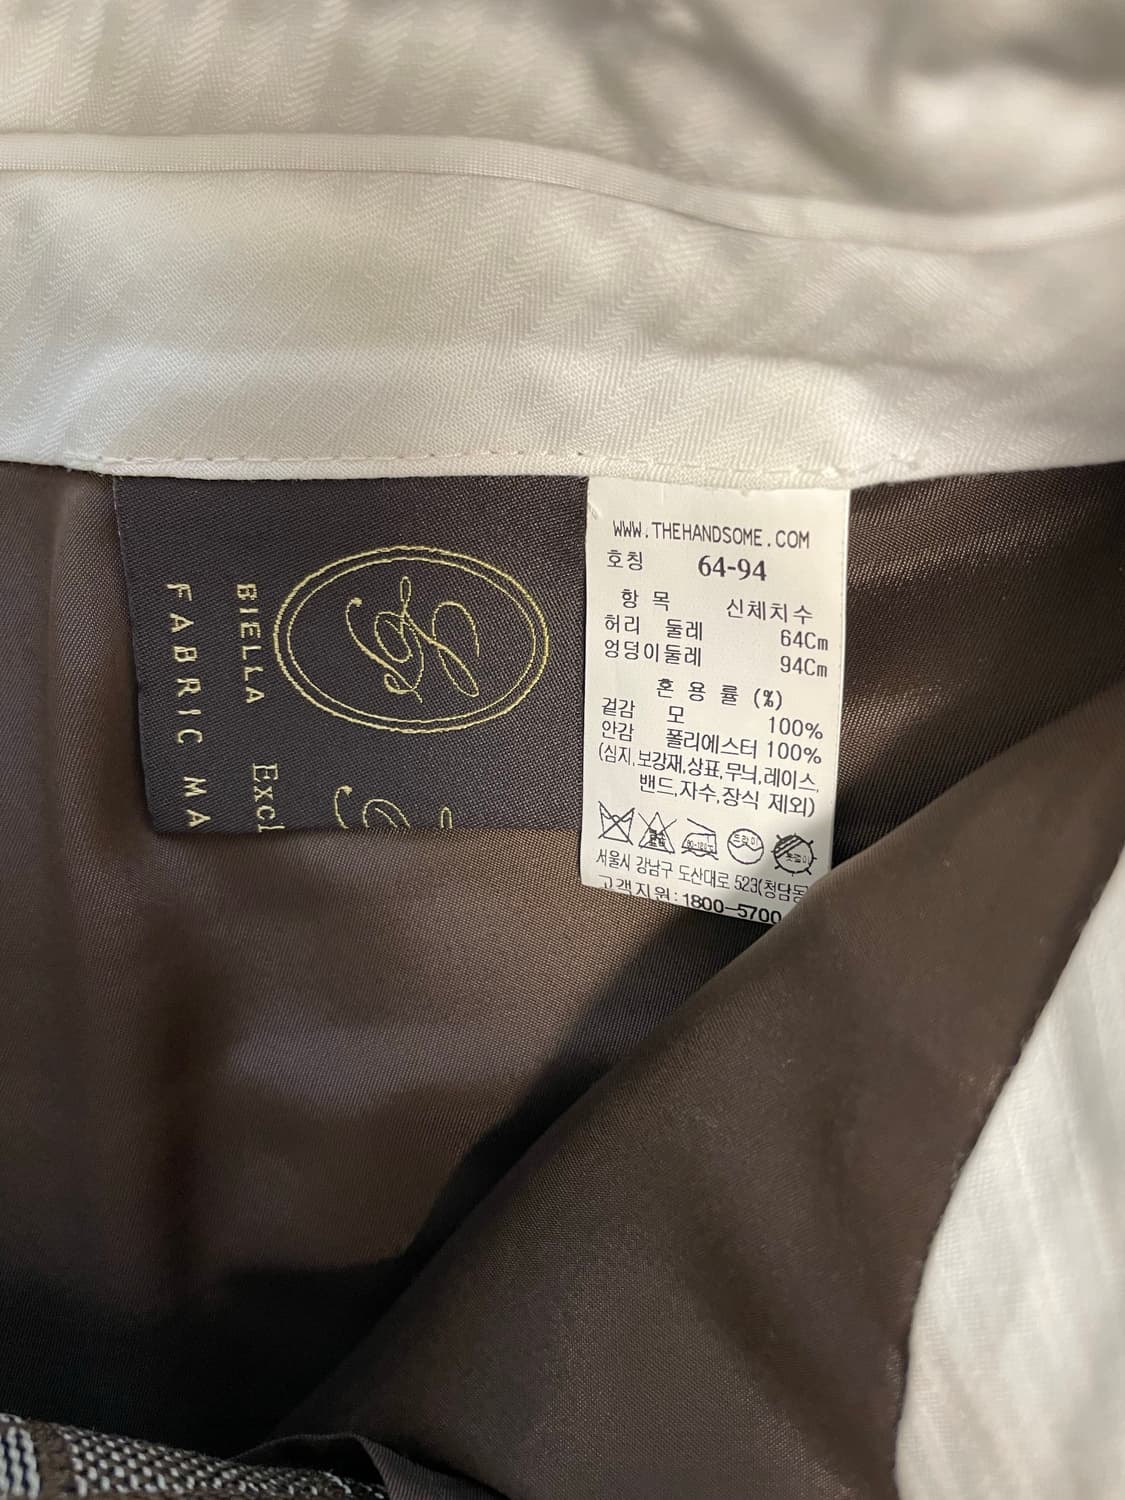 WWW.THEHANDSOME.COM
호칭 64-94
항 목 신체치수
허리 둘레 64Cm
엉덩이둘레 94Cm
혼 용 률 (%)
겉감 모 100%
안감 폴리에스터 100%
(심지,보강재,상표,무늬,레이스,
밴드,자수,장식 제외)
드라이
서울시 강남구 도산대로 523(청담동
고객지원:1800-5700
BIELLA Excl
FABRIC MA